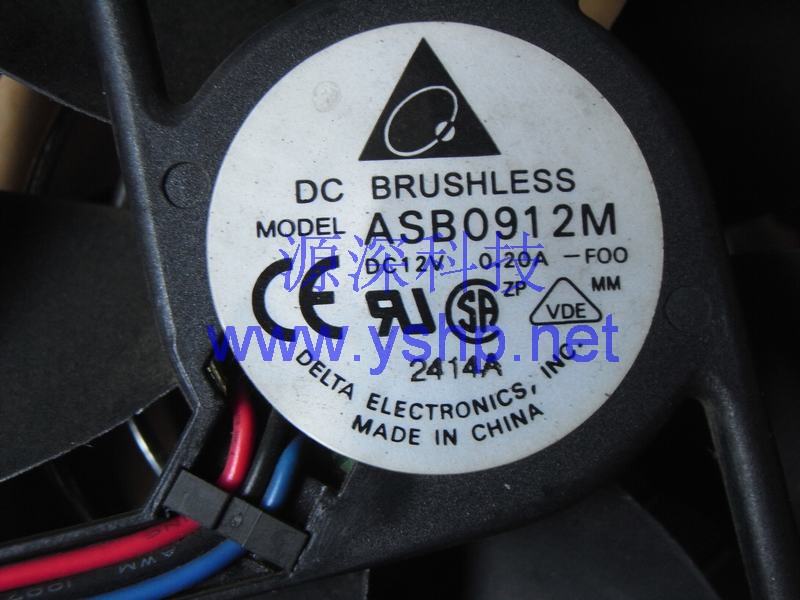 DC BRUSHLESS
MODEL ASB0912M
源深科技
DC12V 0.20A -F00
ZP
MM
VDE
www.yshp.net
2414A
DELTA ELECTRONICS, INC.
MADE IN CHINA
AWM